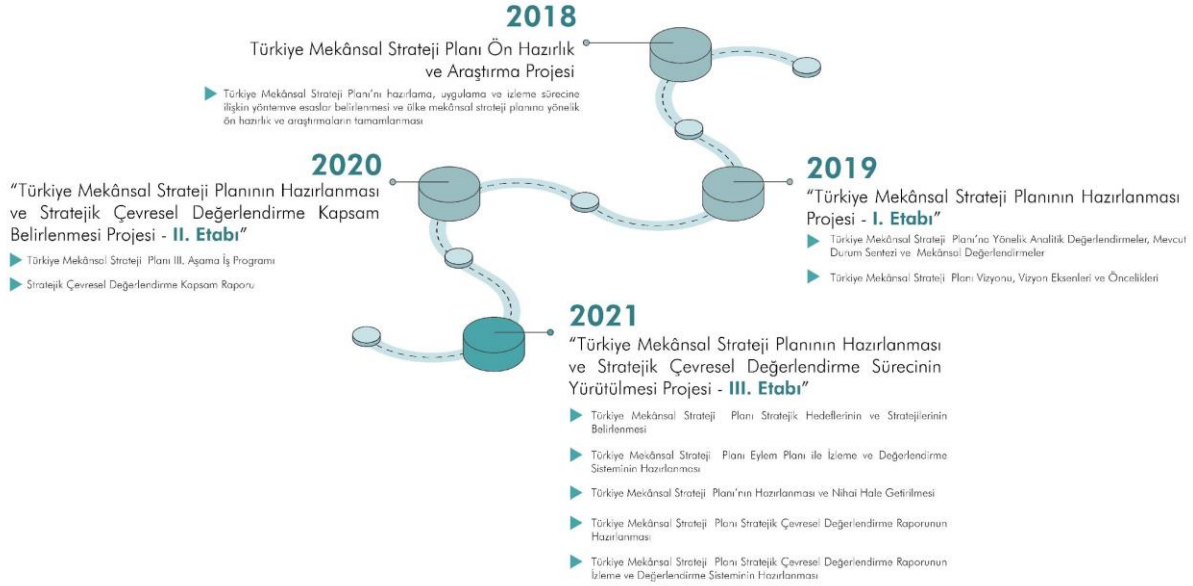 2018
Türkiye Mekânsal Strateji Planı Ön Hazırlık
ve Araştırma Projesi
Türkiye Mekânsal Strateji Planı'nı hazırlama, uygulama ve izleme sürecine
ilişkin yöntemve esaslar belirlenmesi ve ülke mekânsal strateji planına yönelik
ön hazırlık ve araştırmaların tamamlanması
2019
“Türkiye Mekânsal Strateji Planının Hazırlanması
Projesi - I. Etabı”
Türkiye Mekânsal Strateji Planı'na Yönelik Analitik Değerlendirmeler, Mevcut
Durum Sentezi ve Mekânsal Değerlendirmeler
Türkiye Mekânsal Strateji Planı Vizyonu, Vizyon Eksenleri ve Öncelikleri
2020
“Türkiye Mekânsal Strateji Planının Hazırlanması
ve Stratejik Çevresel Değerlendirme Kapsam
Belirlenmesi Projesi - II. Etabı”
Türkiye Mekânsal Strateji Planı III. Aşama İş Programı
Stratejik Çevresel Değerlendirme Kapsam Raporu
2021
“Türkiye Mekânsal Strateji Planının Hazırlanması
ve Stratejik Çevresel Değerlendirme Sürecinin
Yürütülmesi Projesi - III. Etabı”
Türkiye Mekânsal Strateji Planı Stratejik Hedeflerinin ve Stratejilerinin
Belirlenmesi
Türkiye Mekânsal Strateji Planı Eylem Planı ile İzleme ve Değerlendirme
Sisteminin Hazırlanması
Türkiye Mekânsal Strateji Planı'nın Hazırlanması ve Nihai Hale Getirilmesi
Türkiye Mekânsal Strateji Planı Stratejik Çevresel Değerlendirme Raporunun
Hazırlanması
Türkiye Mekânsal Strateji Planı Stratejik Çevresel Değerlendirme Raporunun
İzleme ve Değerlendirme Sisteminin Hazırlanması